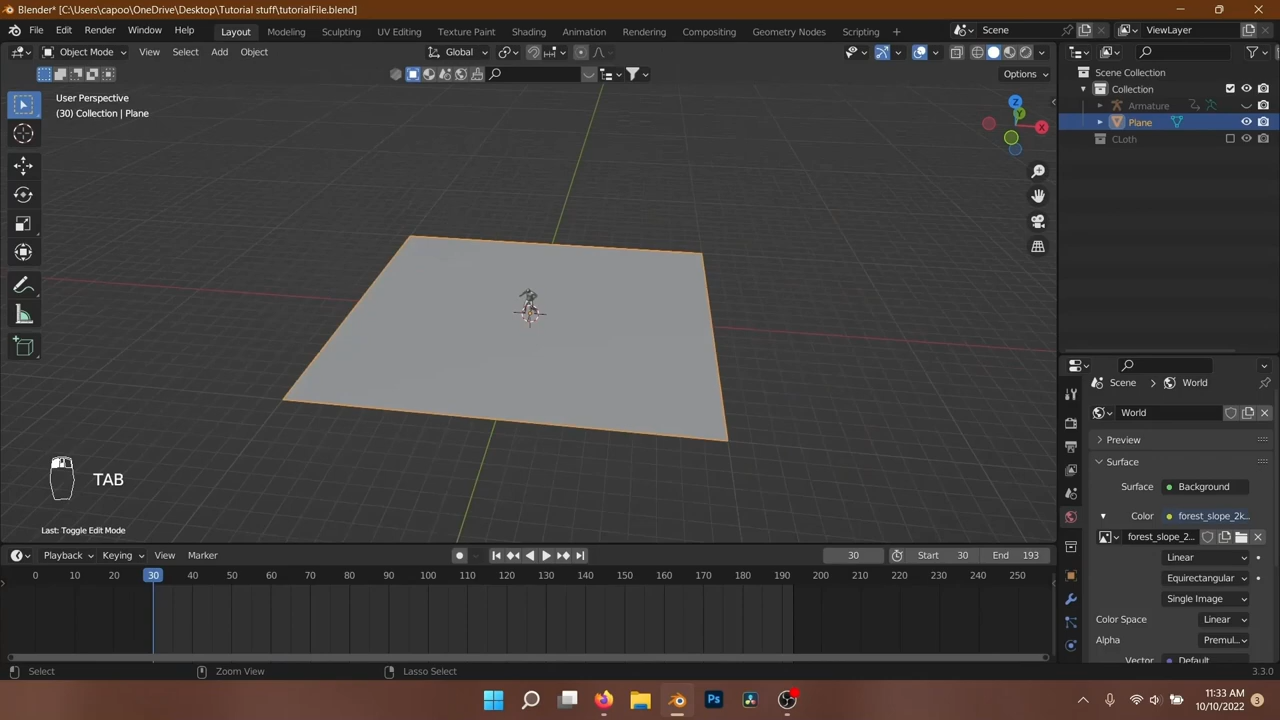 Blender* [C:\Users\capoo\OneDrive\Desktop\Tutorial stuff\tutorialFile.blend]
File Edit Render Window Help Layout Modeling Sculpting UV Editing Texture Paint Shading Animation Rendering Compositing Geometry Nodes Scripting + Scene ViewLayer
Object Mode View Select Add Object Global
Options
User Perspective
(30) Collection | Plane
Z
Y
X
Scene Collection
Collection
Armature
Plane
CLoth
Scene > World
World
Preview
Surface
Surface Background
Color forest_slope_2k...
forest_slope_2...
Linear
Equirectangular
Single Image
Color Space Linear
Alpha Premul...
Vector Default
TAB
Last: Toggle Edit Mode
Playback Keying View Marker 30 Start 30 End 193
0 10 20 30 40 50 60 70 80 90 100 110 120 130 140 150 160 170 180 190 200 210 220 230 240 250
Select Zoom View Lasso Select 3.3.0
Ps
11:33 AM
10/10/2022
3